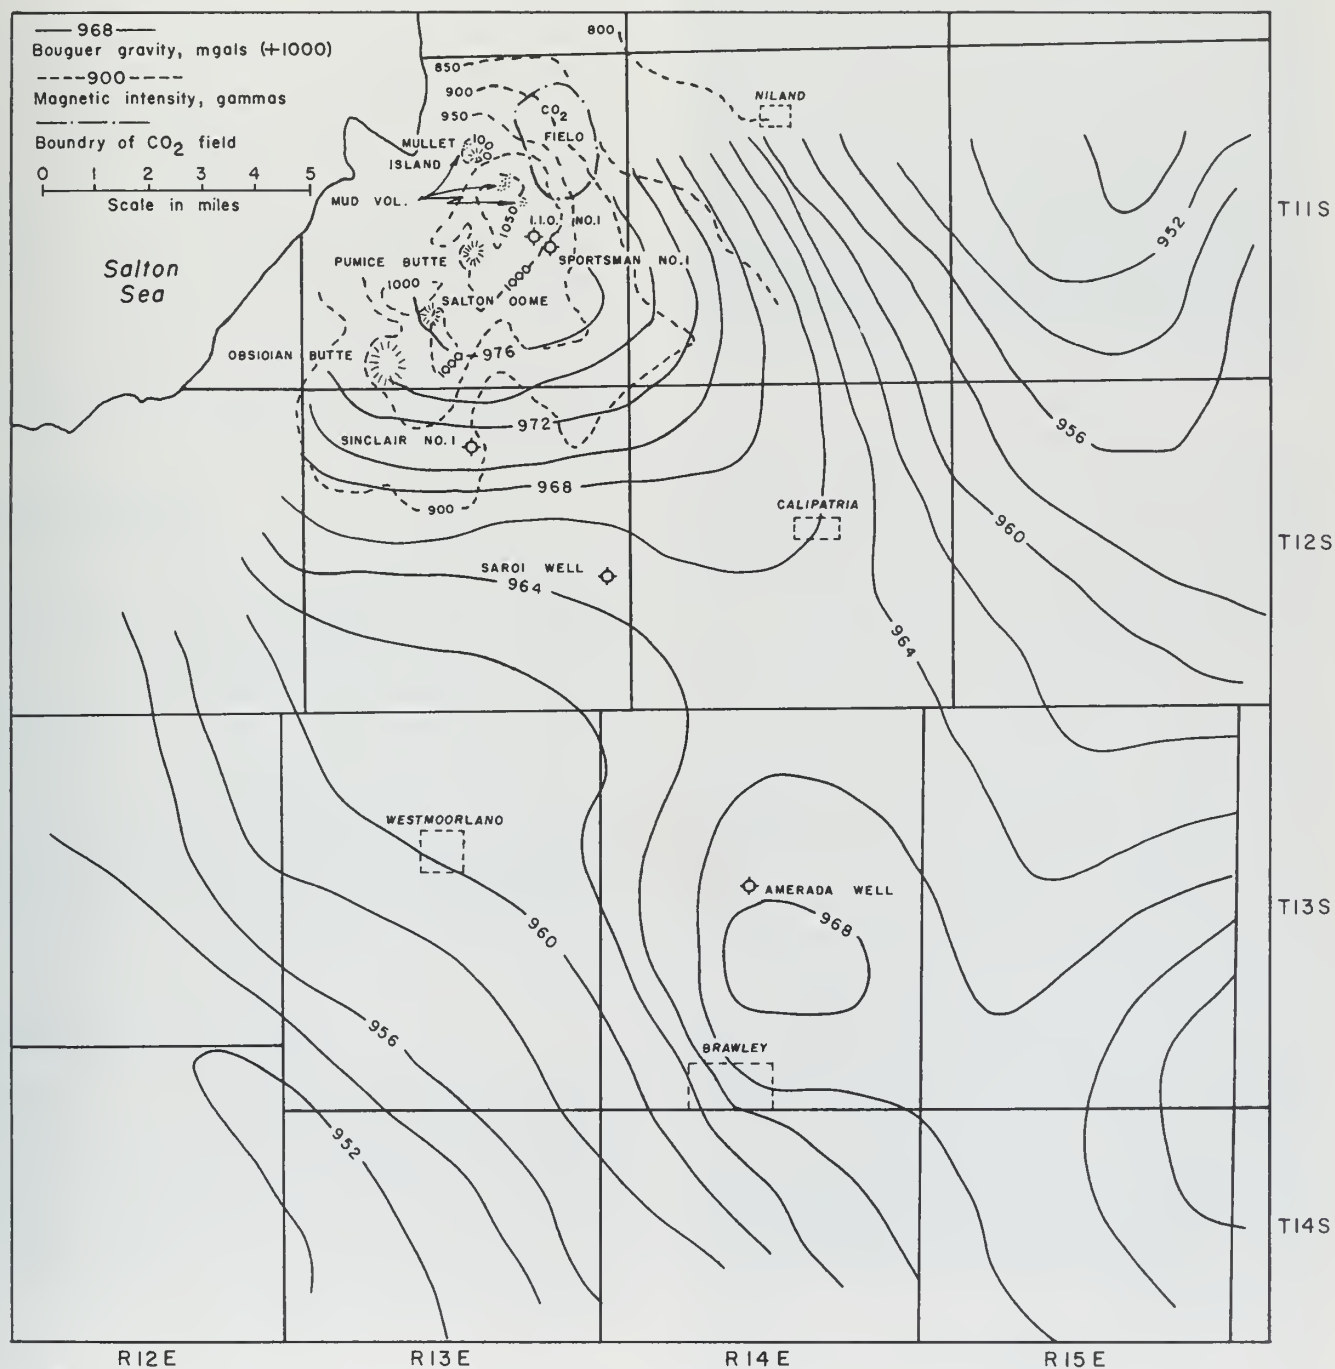 968
Bouguer gravity, mgals (+1000)
900
Magnetic intensity, gammas
Boundry of CO2 field
0 1 2 3 4 5
Scale in miles
800
850
900
950
CO2
FIELD
NILAND
MULLET
ISLAND
MUD VOL.
1050
I.I.O. NO.1
SPORTSMAN NO.1
1000
PUMICE BUTTE
1000
SALTON DOME
Salton
Sea
OBSIDIAN BUTTE
1000
976
952
T11S
972
SINCLAIR NO.1
956
968
900
CALIPATRIA
960
T12S
SAROI WELL
964
964
WESTMOORLANO
AMERADA WELL
968
960
T13S
956
BRAWLEY
952
T14S
R12E R13E R14E R15E